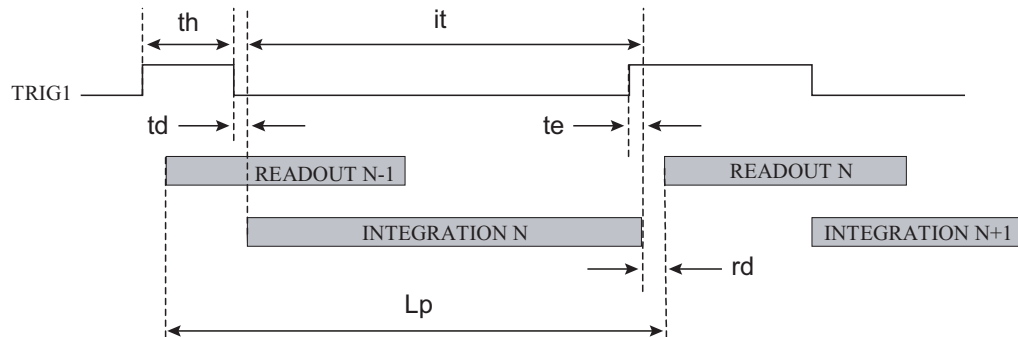 th
it
TRIG1
td
te
READOUT N-1
READOUT N
INTEGRATION N
INTEGRATION N+1
rd
Lp